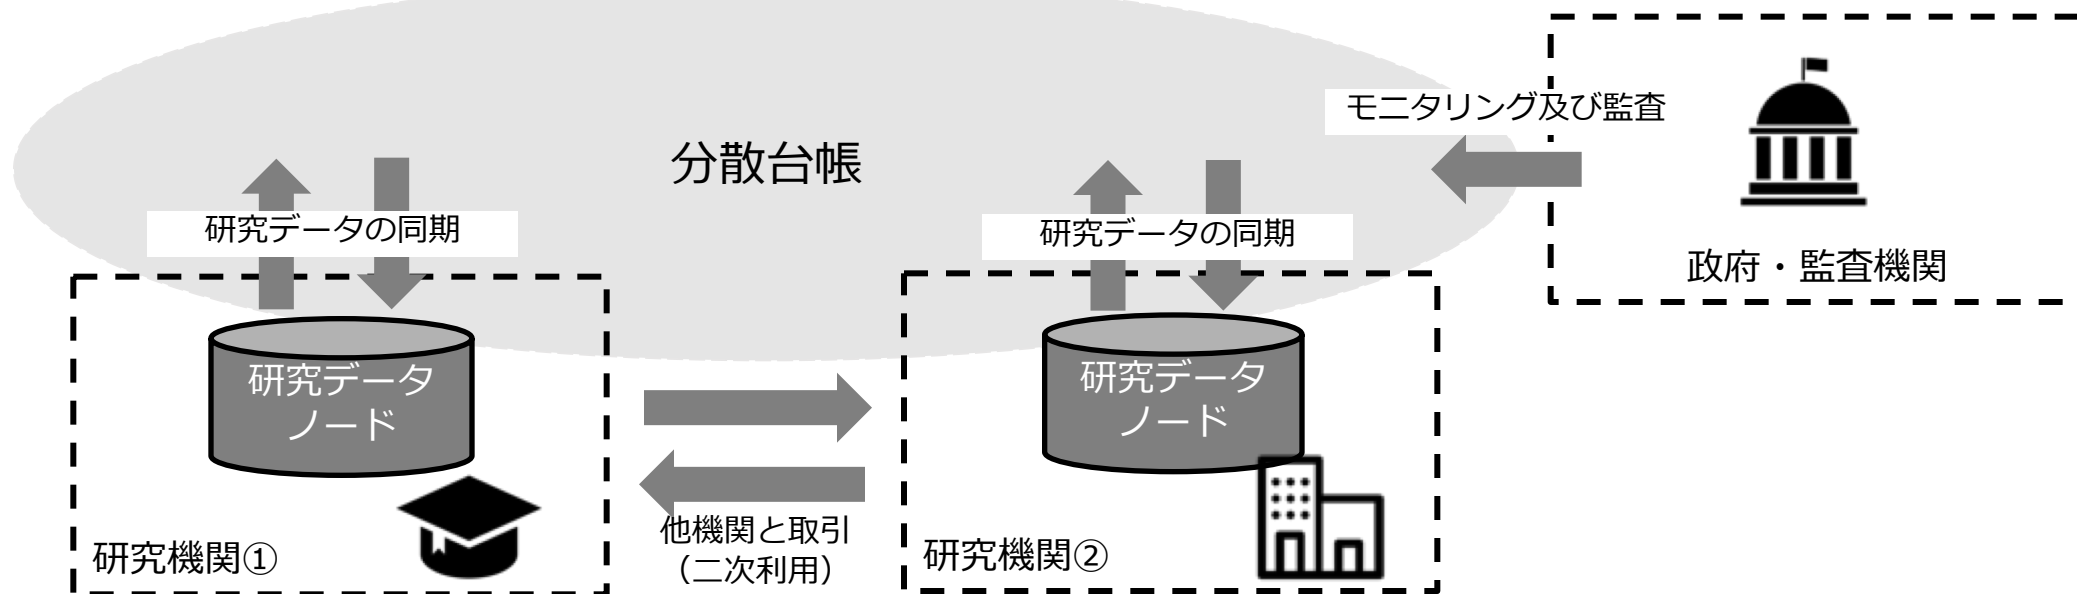 モニタリング及び監査
分散台帳
研究データの同期
研究データの同期
政府・監査機関
研究データ
ノード
研究データ
ノード
他機関と取引
（二次利用）
研究機関①
研究機関②